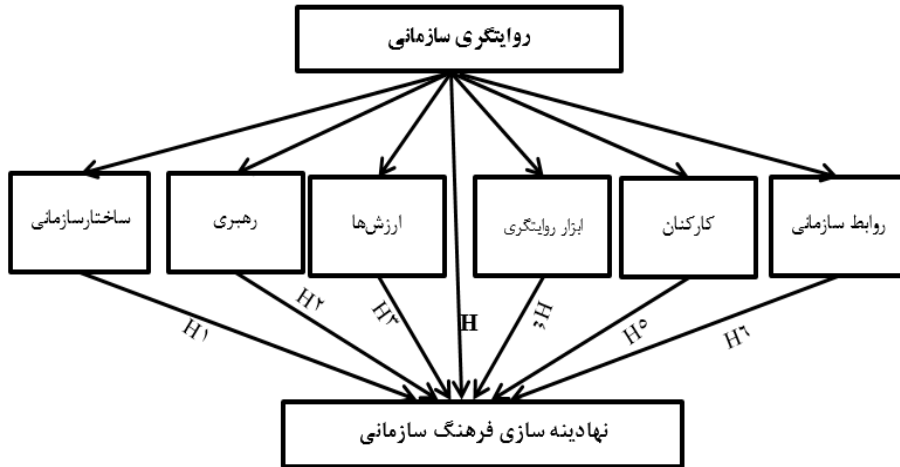 روایتگری سازمانی
روابط سازمانی
کارکنان
ابزار روایتگری
ارزش‌ها
رهبری
ساختارسازمانی
H۶
H۵
H۴
H
H۳
H۲
H۱
نهادینه سازی فرهنگ سازمانی